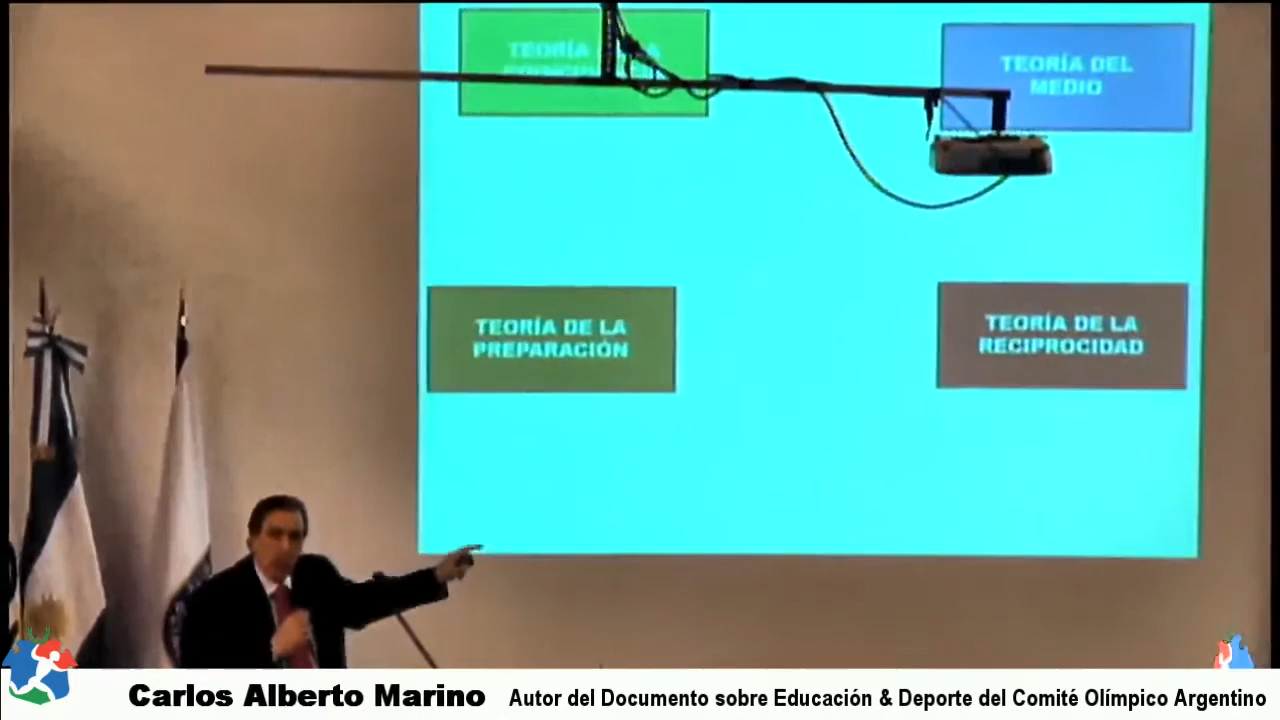 TEORÍA
TEORÍA DEL
MEDIO
TEORÍA DE LA
PREPARACIÓN
TEORÍA DE LA
RECIPROCIDAD
Carlos Alberto Marino Autor del Documento sobre Educación & Deporte del Comité Olímpico Argentino